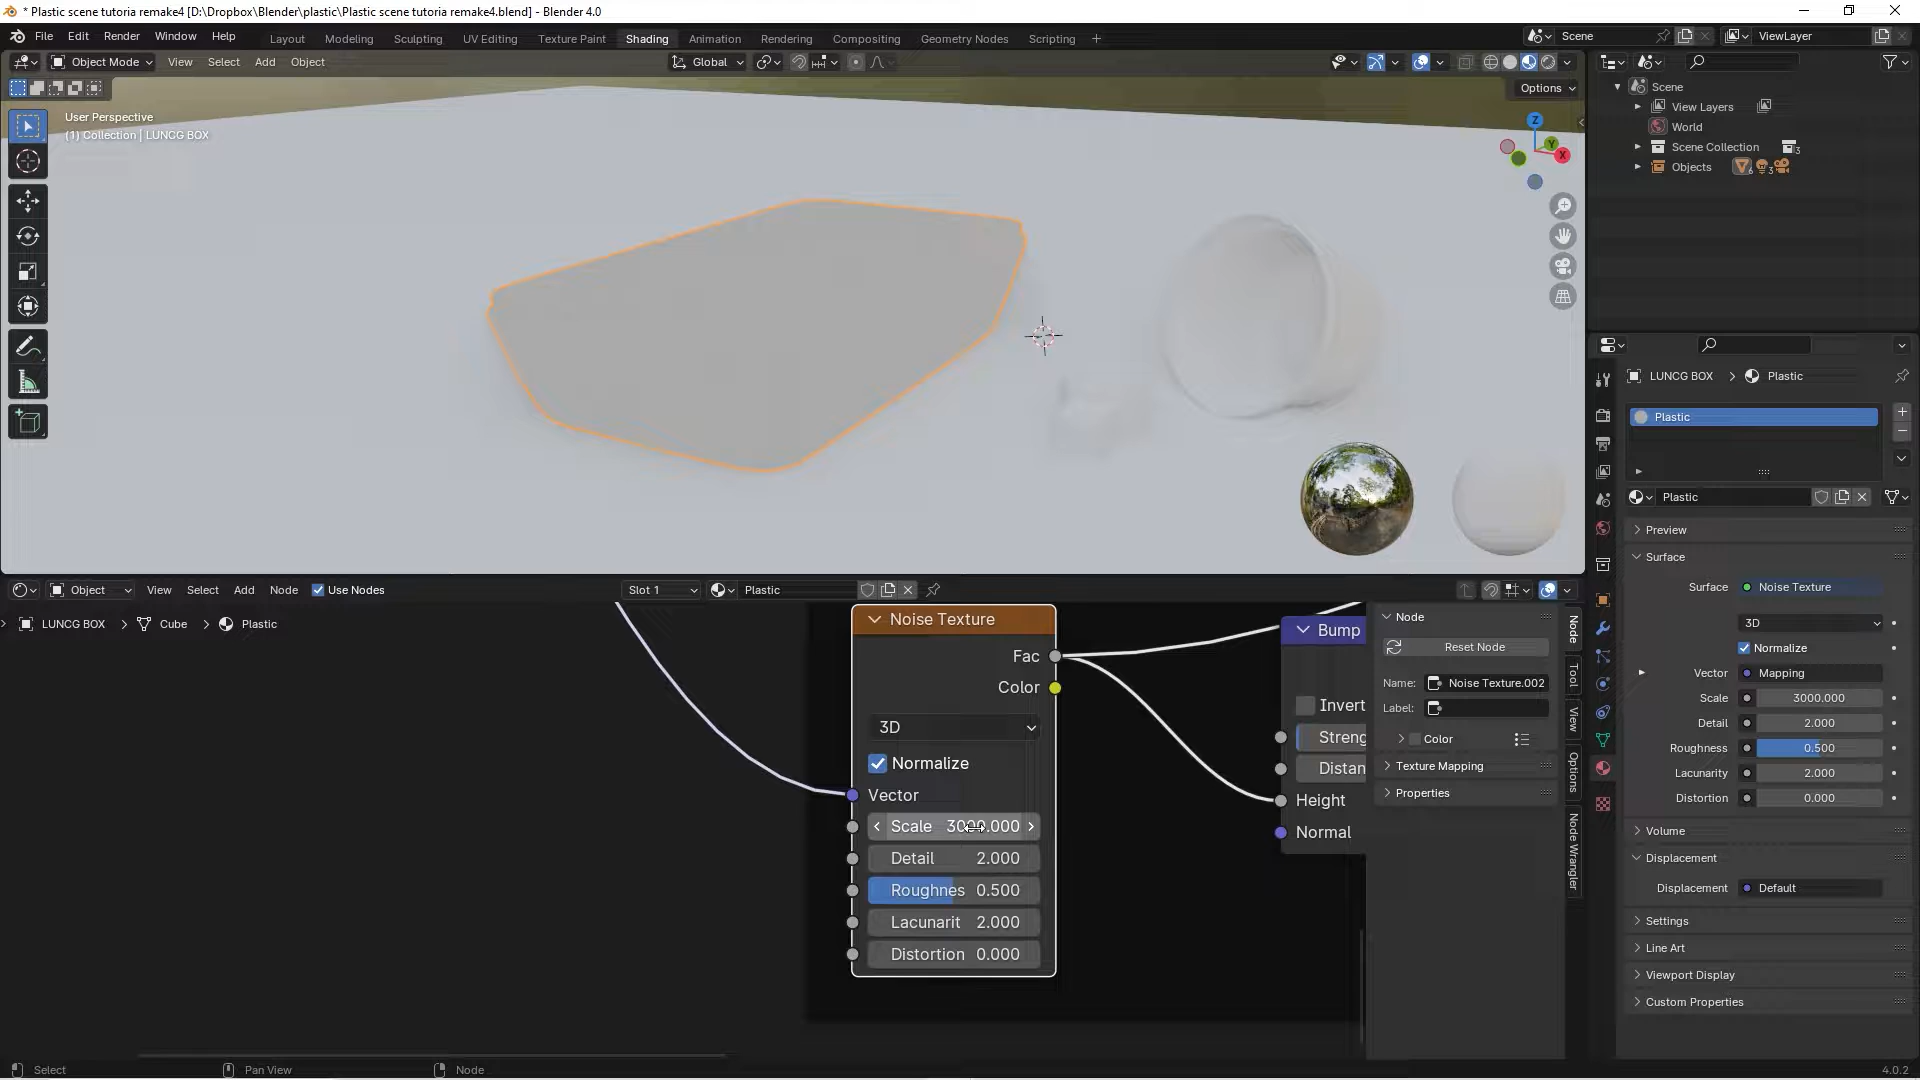 * Plastic scene tutoria remake4 [D:\Dropbox\Blender\plastic\Plastic scene tutoria remake4.blend] - Blender 4.0
File Edit Render Window Help
Layout Modeling Sculpting UV Editing Texture Paint Shading Animation Rendering Compositing Geometry Nodes Scripting
Scene
ViewLayer
Object Mode View Select Add Object
Global
Options
User Perspective
(1) Collection | LUNCG BOX
Z
Y
X
Scene
View Layers
World
Scene Collection 3
Objects 6 3
LUNCG BOX Plastic
Plastic
Plastic
Preview
Surface
Surface Noise Texture
3D
Normalize
Vector Mapping
Scale 3000.000
Detail 2.000
Roughness 0.500
Lacunarity 2.000
Distortion 0.000
Volume
Displacement
Displacement Default
Settings
Line Art
Viewport Display
Custom Properties
Object View Select Add Node Use Nodes
Slot 1
Plastic
LUNCG BOX Cube Plastic
Noise Texture
Fac
Color
3D
Normalize
Vector
Scale
Detail 2.000
Roughnes 0.500
Lacunarit 2.000
Distortion 0.000
Bump
Invert
Streng
Distan
Height
Normal
Node
Reset Node
Name: Noise Texture.002
Label:
Color
Texture Mapping
Properties
Node
Tool
View
Options
Node Wrangler
Select Pan View Node
4.0.2